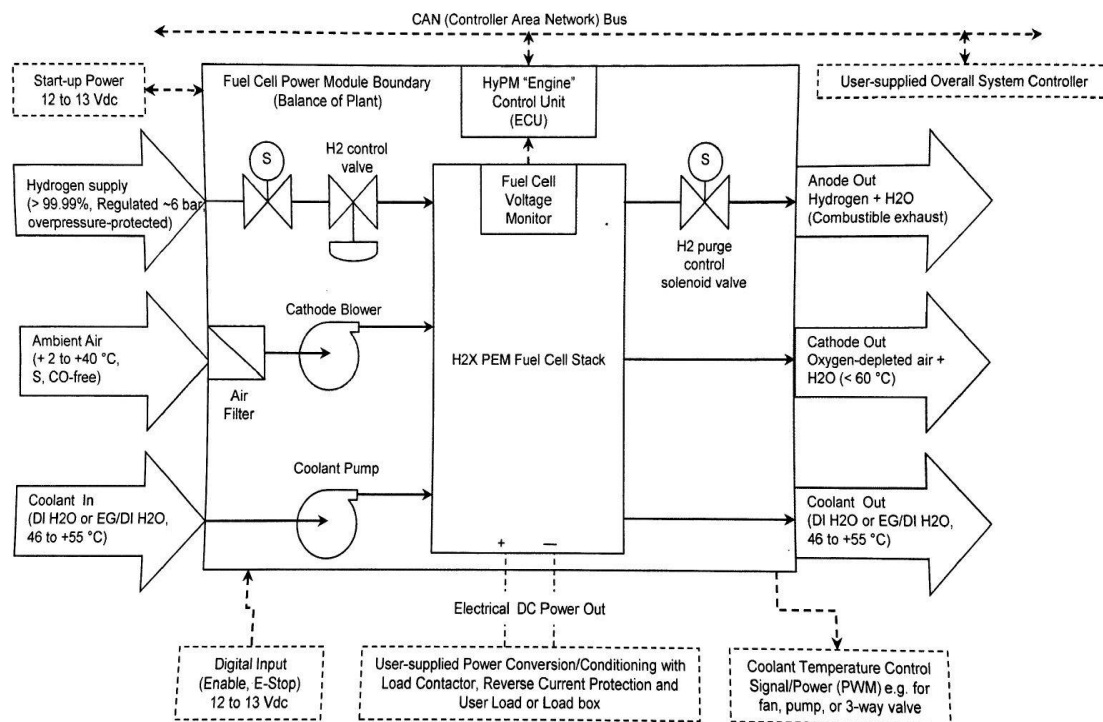 CAN (Controller Area Network) Bus
Start-up Power
12 to 13 Vdc
Fuel Cell Power Module Boundary
(Balance of Plant)
HyPM “Engine”
Control Unit
(ECU)
User-supplied Overall System Controller
Hydrogen supply
(> 99.99%, Regulated ~6 bar,
overpressure-protected)
S
H2 control
valve
Fuel Cell
Voltage
Monitor
S
H2 purge
control
solenoid valve
Anode Out
Hydrogen + H2O
(Combustible exhaust)
Ambient Air
(+ 2 to +40 °C,
S, CO-free)
Air
Filter
Cathode Blower
H2X PEM Fuel Cell Stack
Cathode Out
Oxygen-depleted air +
H2O (< 60 °C)
Coolant In
(DI H2O or EG/DI H2O,
46 to +55 °C)
Coolant Pump
Coolant Out
(DI H2O or EG/DI H2O,
46 to +55 °C)
+ —
Electrical DC Power Out
Digital Input
(Enable, E-Stop)
12 to 13 Vdc
User-supplied Power Conversion/Conditioning with
Load Contactor, Reverse Current Protection and
User Load or Load box
Coolant Temperature Control
Signal/Power (PWM) e.g. for
fan, pump, or 3-way valve